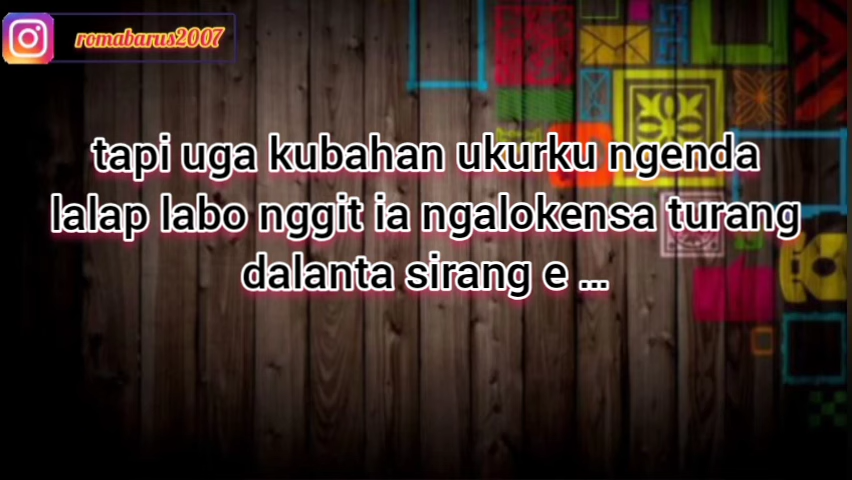 romabarus2007
tapi uga kubahan ukurku ngenda
lalap labo nggit ia ngalokensa turang
dalanta sirang e ...